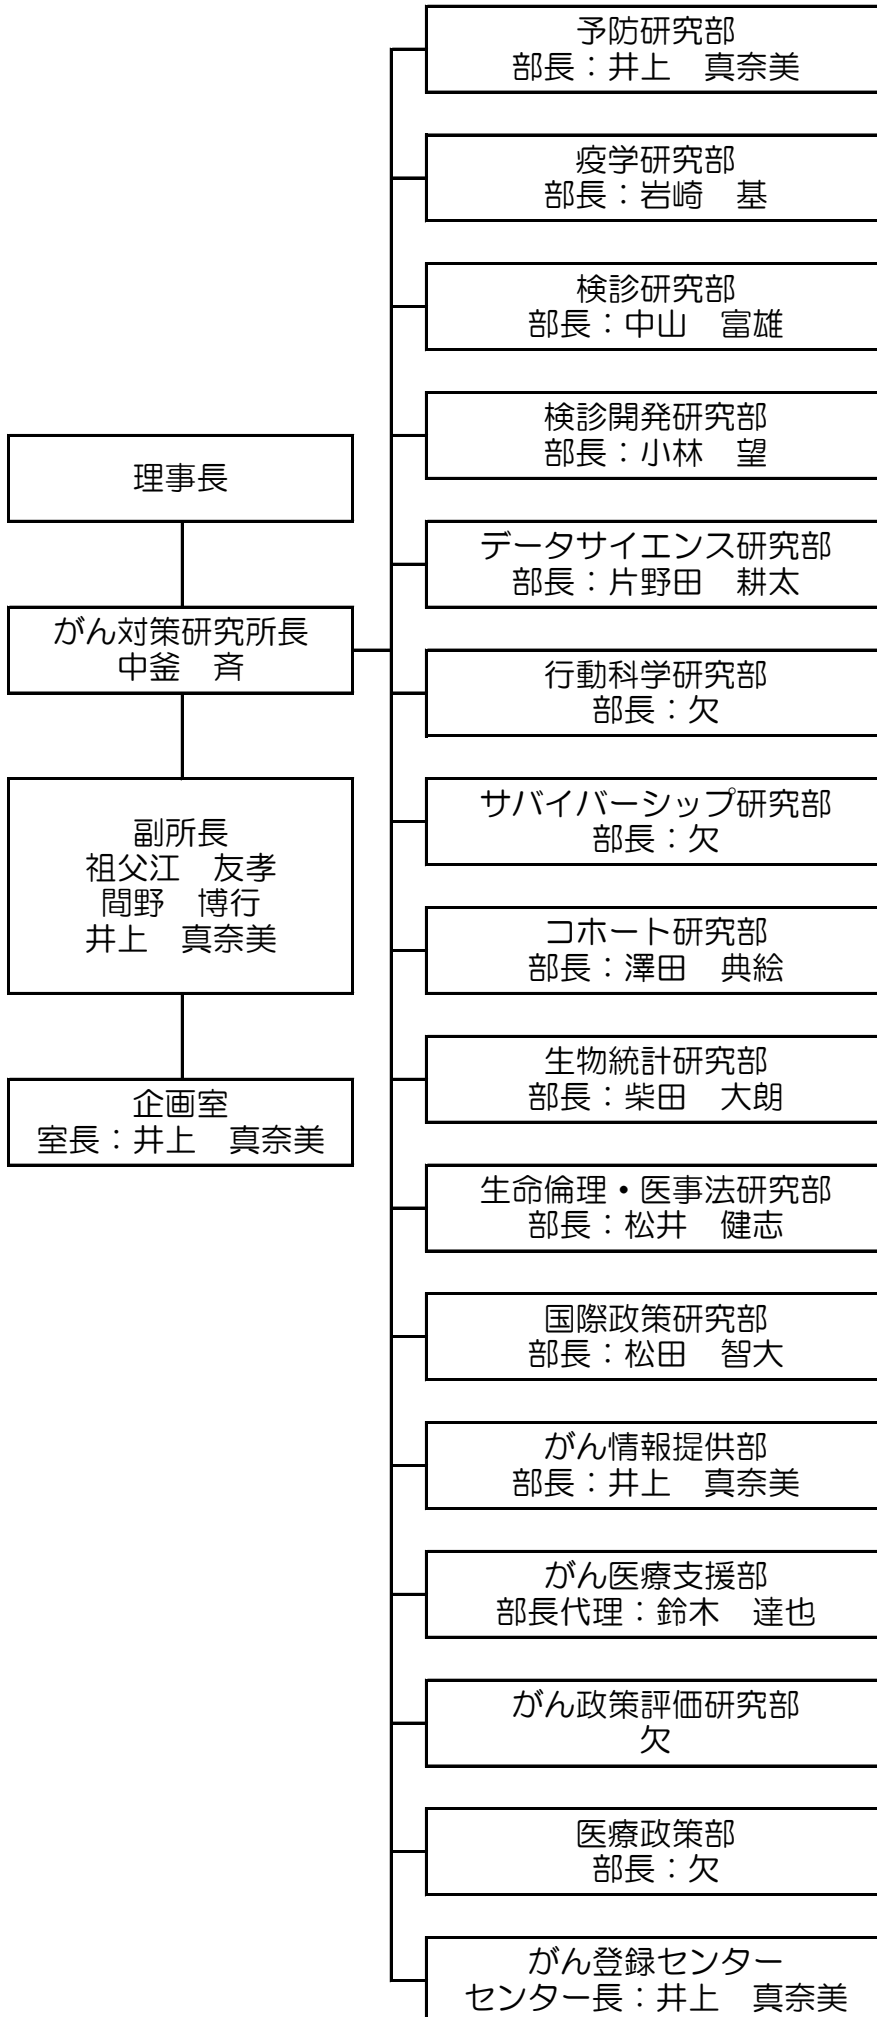 理事長
がん対策研究所長
中釜　斉
副所長
祖父江　友孝
間野　博行
井上　真奈美
企画室
室長：井上　真奈美
予防研究部
部長：井上　真奈美
疫学研究部
部長：岩崎　基
検診研究部
部長：中山　富雄
検診開発研究部
部長：小林　望
データサイエンス研究部
部長：片野田　耕太
行動科学研究部
部長：欠
サバイバーシップ研究部
部長：欠
コホート研究部
部長：澤田　典絵
生物統計研究部
部長：柴田　大朗
生命倫理・医事法研究部
部長：松井　健志
国際政策研究部
部長：松田　智大
がん情報提供部
部長：井上　真奈美
がん医療支援部
部長代理：鈴木　達也
がん政策評価研究部
欠
医療政策部
部長：欠
がん登録センター
センター長：井上　真奈美